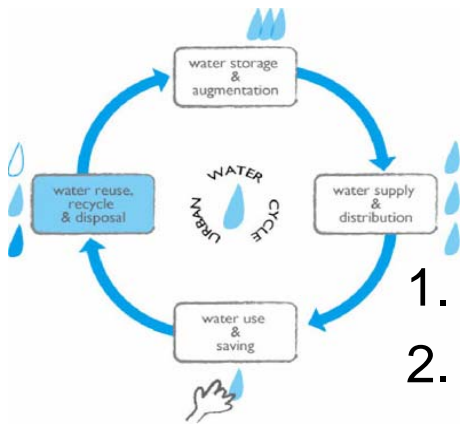 water storage
&
augmentation
water reuse,
recycle
& disposal
URBAN WATER CYCLE
water supply
&
distribution
1.
water use
&
saving
2.